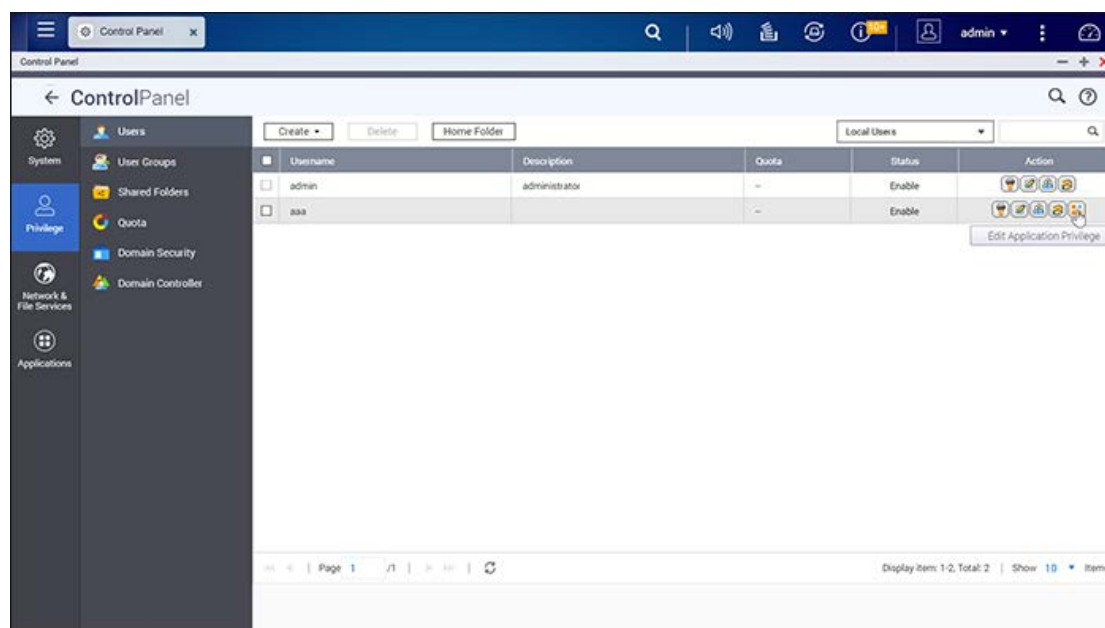 Control Panel x
10+
admin
Control Panel
ControlPanel
System
Privilege
Network &
File Services
Applications
Users
User Groups
Shared Folders
Quota
Domain Security
Domain Controller
Create
Delete
Home Folder
Local Users
Username Description Quota Status Action
admin administrator -- Enable
aaa -- Enable
Edit Application Privilege
Page 1 /1
Display item: 1-2, Total: 2 | Show 10 Item